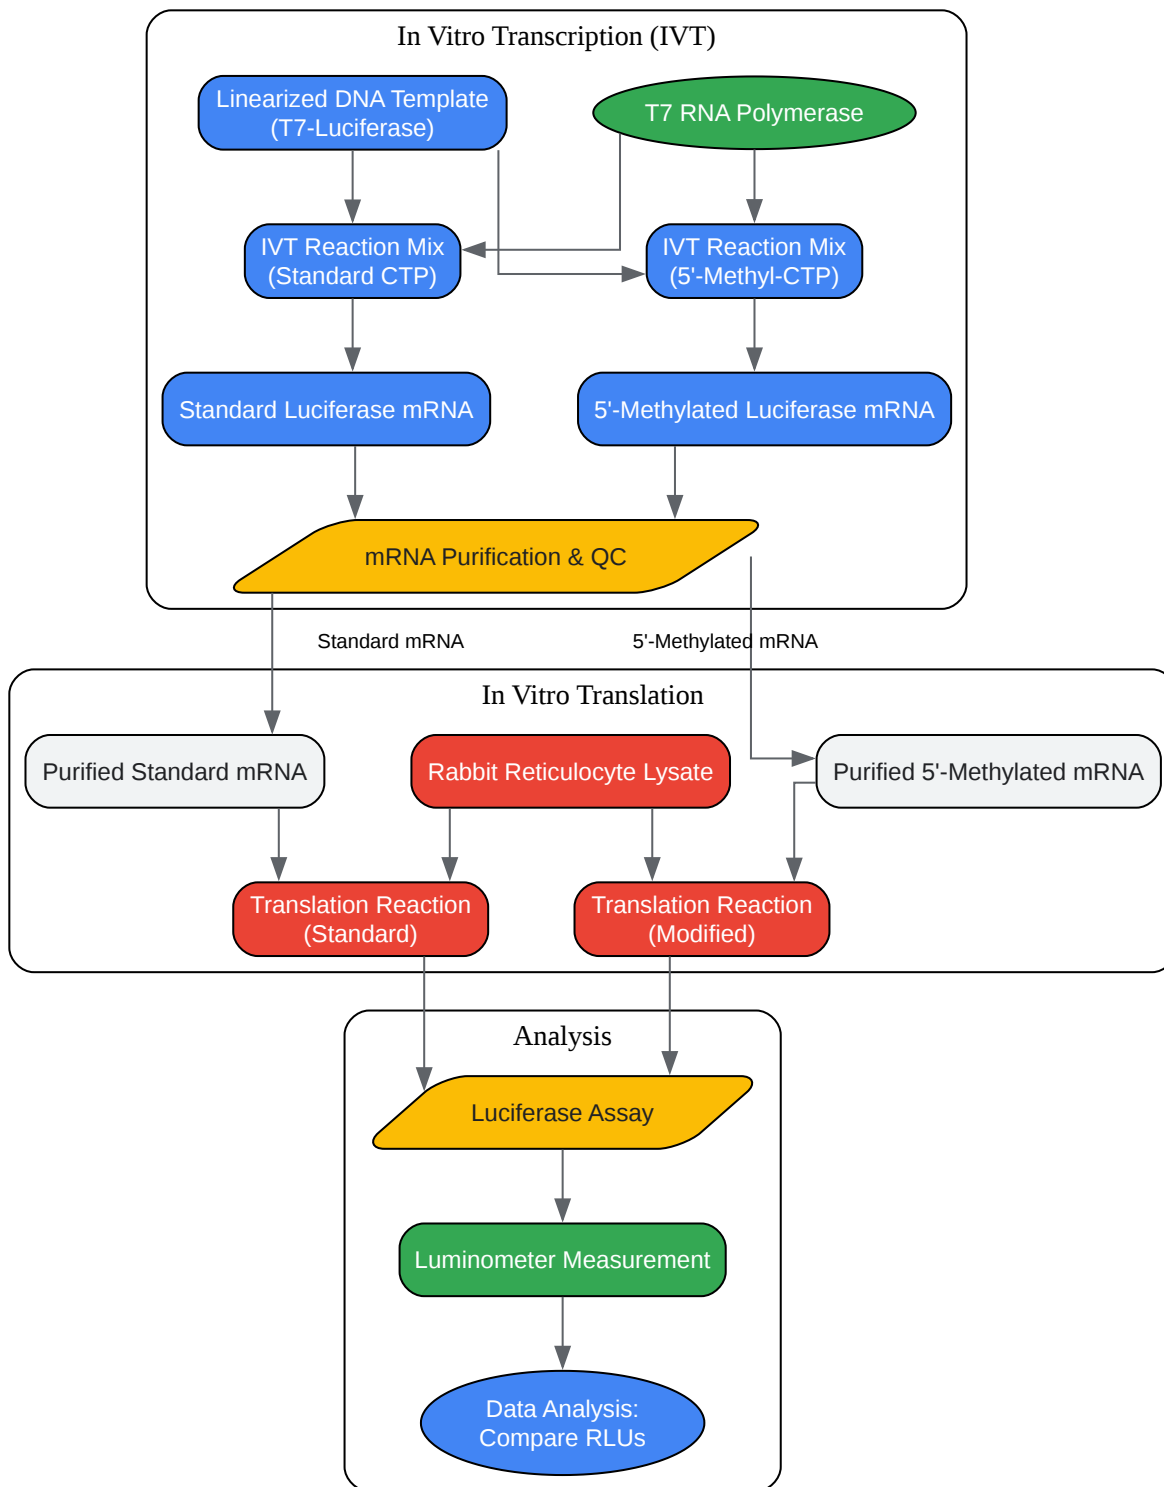 In Vitro Transcription (IVT)
Linearized DNA Template
(T7-Luciferase)
T7 RNA Polymerase
IVT Reaction Mix
(Standard CTP)
IVT Reaction Mix
(5'-Methyl-CTP)
Standard Luciferase mRNA
5'-Methylated Luciferase mRNA
mRNA Purification & QC
Standard mRNA
5'-Methylated mRNA
In Vitro Translation
Purified Standard mRNA
Rabbit Reticulocyte Lysate
Purified 5'-Methylated mRNA
Translation Reaction
(Standard)
Translation Reaction
(Modified)
Analysis
Luciferase Assay
Luminometer Measurement
Data Analysis:
Compare RLUs